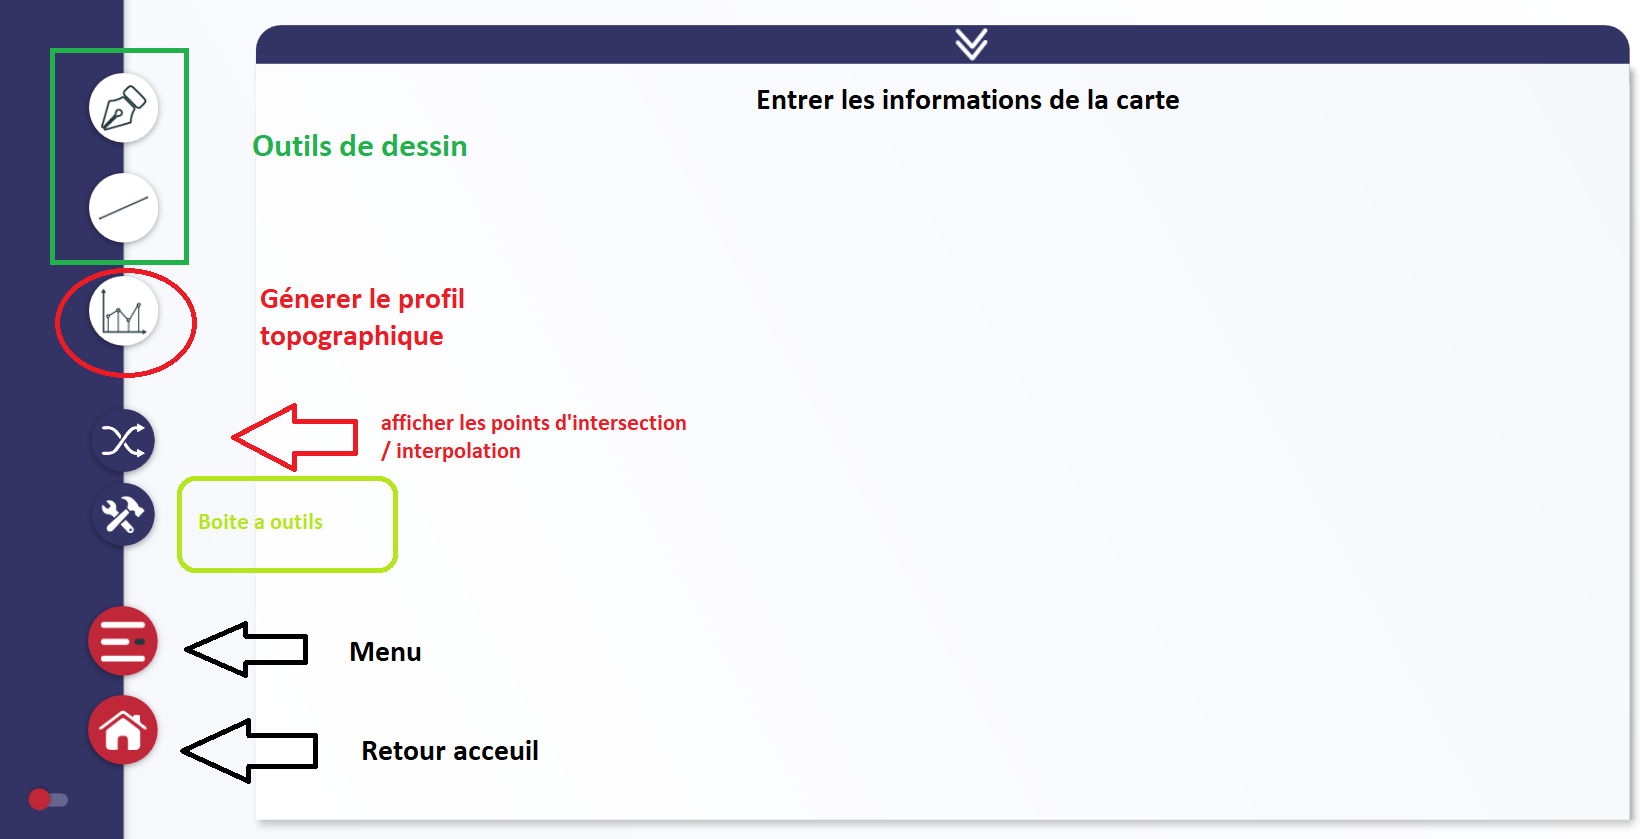 Entrer les informations de la carte
Outils de dessin
Génerer le profil
topographique
afficher les points d'intersection
/ interpolation
Boite a outils
Menu
Retour acceuil